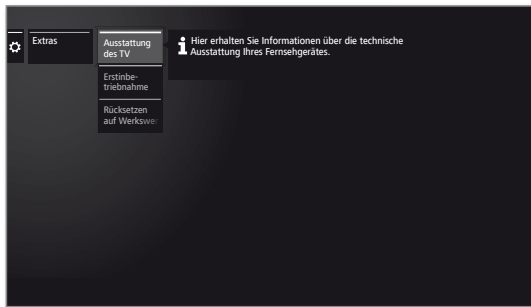 Extras
Ausstattung
des TV
Hier erhalten Sie Informationen über die technische
Ausstattung Ihres Fernsehgerätes.
Erstinbe-
triebnahme
Rücksetzen
auf Werkswer